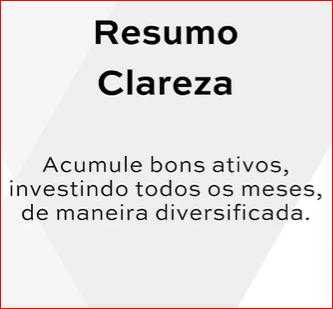 Resumo
Clareza
Acumule bons ativos,
investindo todos os meses,
de maneira diversificada.